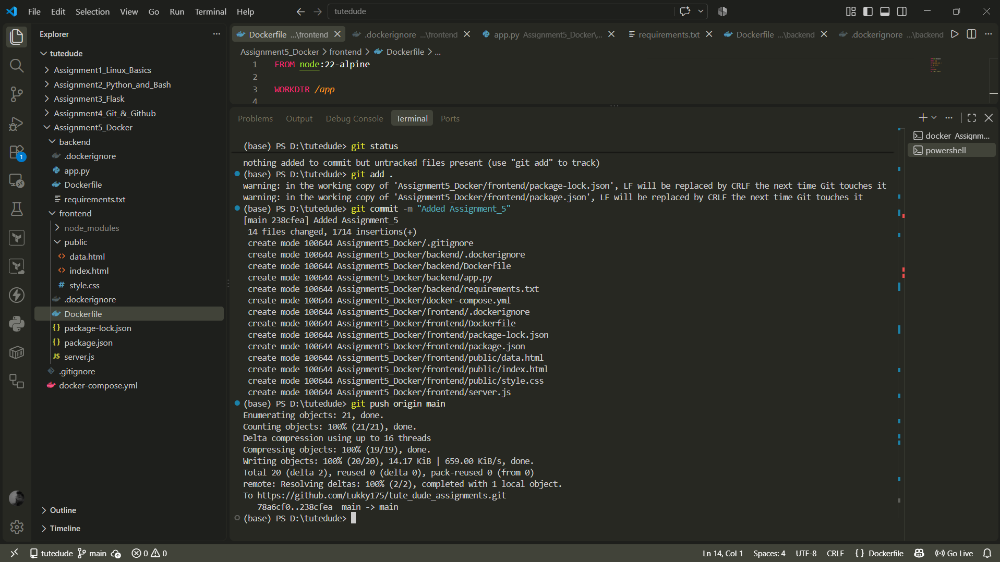 File Edit Selection View Go Run Terminal Help
tutedude
Explorer
tutedude
Assignment1_Linux_Basics
Assignment2_Python_and_Bash
Assignment3_Flask
Assignment4_Git_&_Github
Assignment5_Docker
backend
.dockerignore
app.py
Dockerfile
requirements.txt
frontend
node_modules
public
data.html
index.html
style.css
.dockerignore
Dockerfile
package-lock.json
package.json
JS server.js
.gitignore
docker-compose.yml
Outline
Timeline
1
Dockerfile ...\frontend .dockerignore ...\frontend app.py Assignment5_Docker\... requirements.txt Dockerfile ...\backend .dockerignore ...\backend
Assignment5_Docker > frontend > Dockerfile > ...
1 FROM node:22-alpine
2
3 WORKDIR /app
4
Problems Output Debug Console Terminal Ports
docker Assignm...
powershell
(base) PS D:\tutedude> git status
nothing added to commit but untracked files present (use "git add" to track)
(base) PS D:\tutedude> git add .
warning: in the working copy of 'Assignment5_Docker/frontend/package-lock.json', LF will be replaced by CRLF the next time Git touches it
warning: in the working copy of 'Assignment5_Docker/frontend/package.json', LF will be replaced by CRLF the next time Git touches it
(base) PS D:\tutedude> git commit -m "Added Assignment_5"
[main 238cfea] Added Assignment_5
14 files changed, 1714 insertions(+)
create mode 100644 Assignment5_Docker/.gitignore
create mode 100644 Assignment5_Docker/backend/.dockerignore
create mode 100644 Assignment5_Docker/backend/Dockerfile
create mode 100644 Assignment5_Docker/backend/app.py
create mode 100644 Assignment5_Docker/backend/requirements.txt
create mode 100644 Assignment5_Docker/docker-compose.yml
create mode 100644 Assignment5_Docker/frontend/.dockerignore
create mode 100644 Assignment5_Docker/frontend/Dockerfile
create mode 100644 Assignment5_Docker/frontend/package-lock.json
create mode 100644 Assignment5_Docker/frontend/package.json
create mode 100644 Assignment5_Docker/frontend/public/data.html
create mode 100644 Assignment5_Docker/frontend/public/index.html
create mode 100644 Assignment5_Docker/frontend/public/style.css
create mode 100644 Assignment5_Docker/frontend/server.js
(base) PS D:\tutedude> git push origin main
Enumerating objects: 21, done.
Counting objects: 100% (21/21), done.
Delta compression using up to 16 threads
Compressing objects: 100% (19/19), done.
Writing objects: 100% (20/20), 14.17 KiB | 659.00 KiB/s, done.
Total 20 (delta 2), reused 0 (delta 0), pack-reused 0 (from 0)
remote: Resolving deltas: 100% (2/2), completed with 1 local object.
To https://github.com/Lukky175/tute_dude_assignments.git
78a6cf0..238cfea main -> main
(base) PS D:\tutedude>
tutedude main 0 0 Ln 14, Col 1 Spaces: 4 UTF-8 CRLF { } Dockerfile Go Live